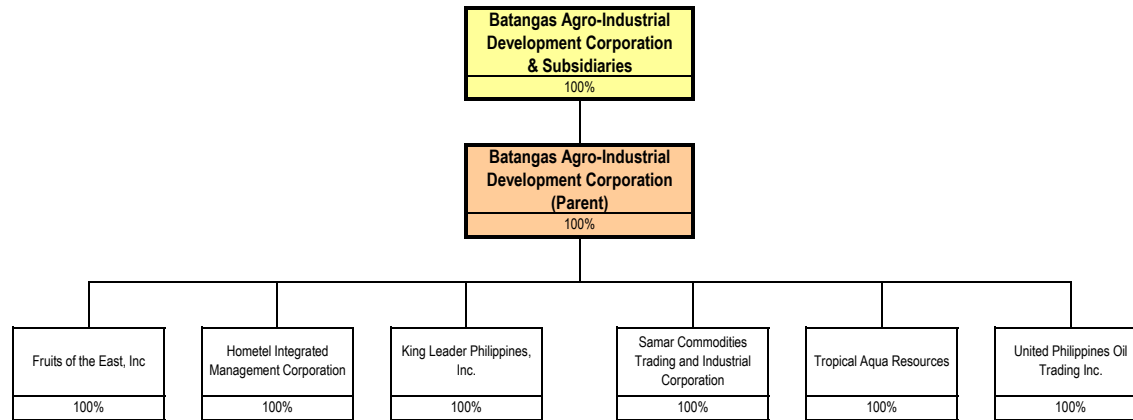 Batangas Agro-Industrial
Development Corporation
& Subsidiaries
100%
Batangas Agro-Industrial
Development Corporation
(Parent)
100%
Fruits of the East, Inc
100%
Hometel Integrated
Management Corporation
100%
King Leader Philippines,
Inc.
100%
Samar Commodities
Trading and Industrial
Corporation
100%
Tropical Aqua Resources
100%
United Philippines Oil
Trading Inc.
100%